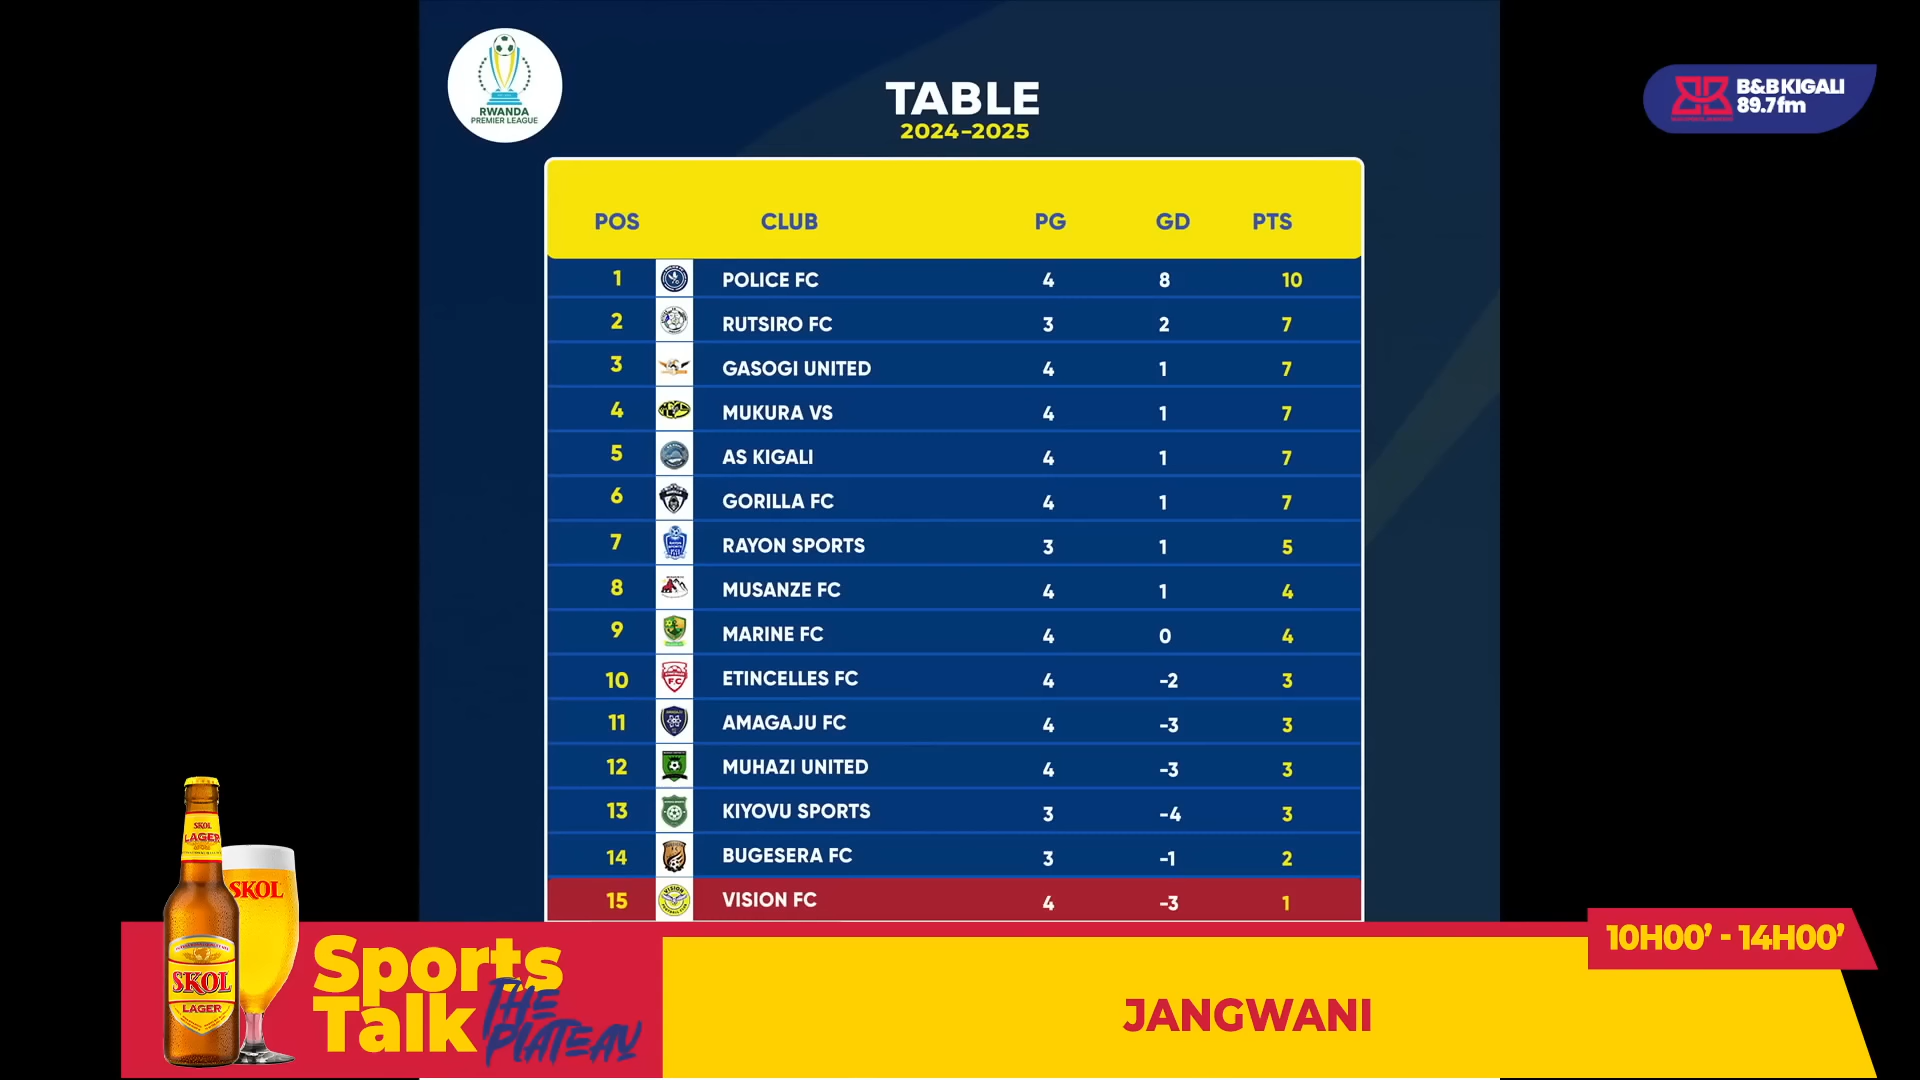 RWANDA
PREMIER LEAGUE
TABLE
2024-2025
B&B KIGALI
89.7fm
POS CLUB PG GD PTS
1 POLICE FC 4 8 10
2 RUTSIRO FC 3 2 7
3 GASOGI UNITED 4 1 7
4 MUKURA VS 4 1 7
5 AS KIGALI 4 1 7
6 GORILLA FC 4 1 7
7 RAYON SPORTS 3 1 5
8 MUSANZE FC 4 1 4
9 MARINE FC 4 0 4
10 ETINCELLES FC 4 -2 3
11 AMAGAJU FC 4 -3 3
12 MUHAZI UNITED 4 -3 3
13 KIYOVU SPORTS 3 -4 3
14 BUGESERA FC 3 -1 2
15 VISION FC 4 -3 1
SKOL
LAGER
SKOL
SKOL
LAGER
Sports
Talk
THE
PLATEAU
10H00’ - 14H00’
JANGWANI